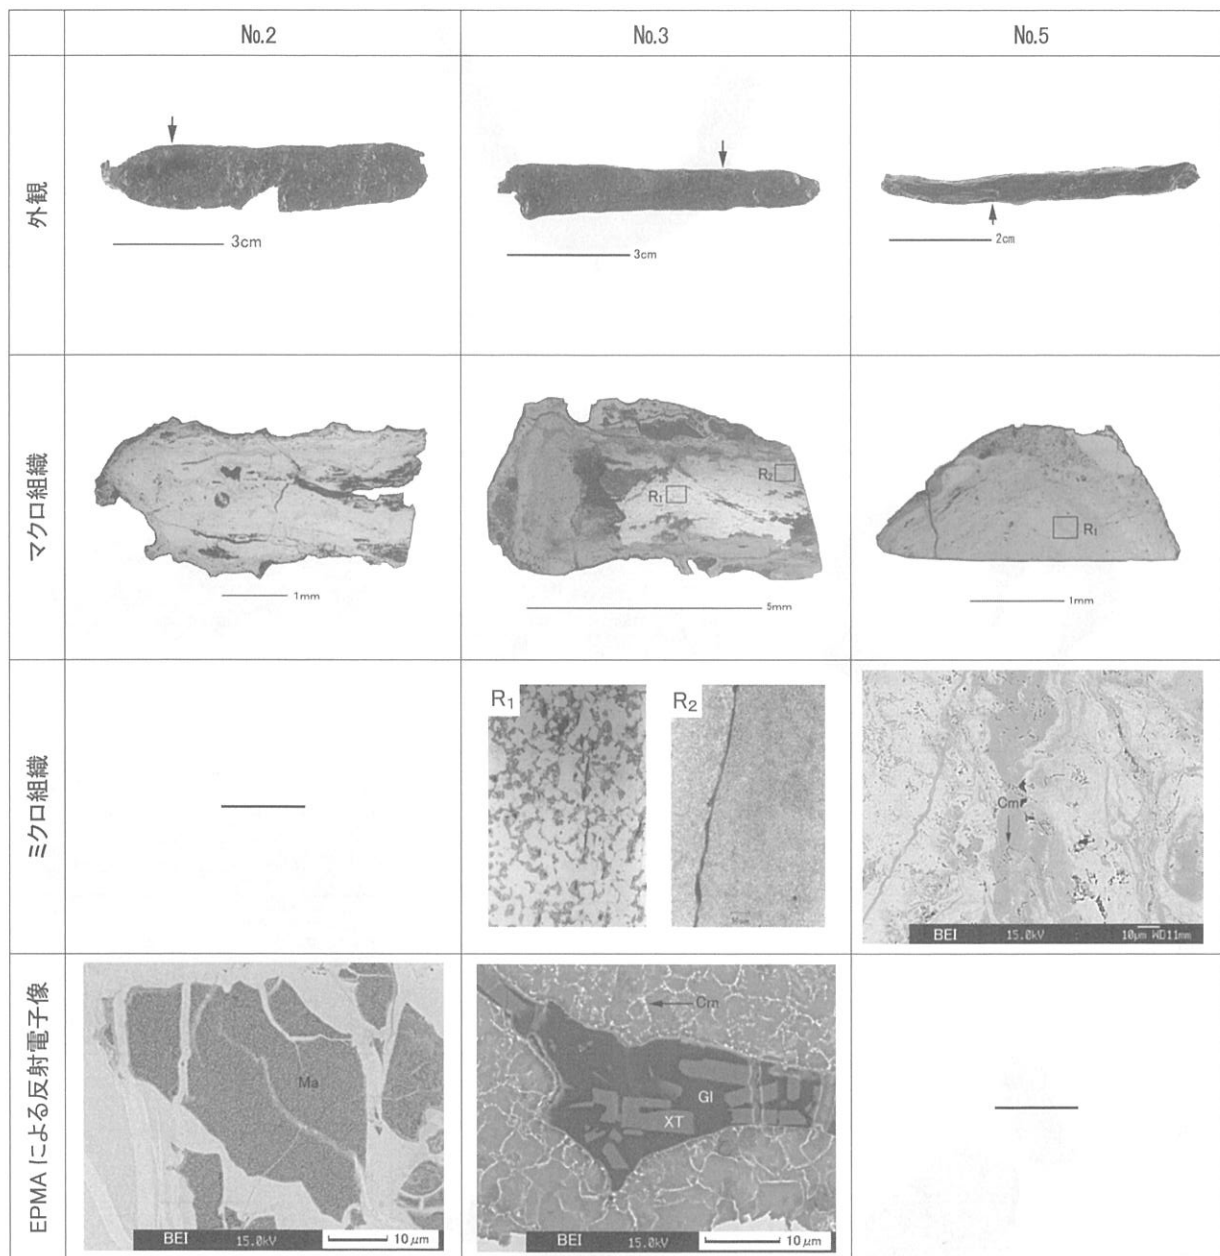 No.2 No.3 No.5
外観
3cm
3cm
2cm
マクロ組織
1mm
R₂
R₁
5mm
R₁
1mm
ミクロ組織
R₁
R₂
Cm
BEI 15.0kV 10μm WD11mm
EPMAによる反射電子像
Ma
BEI 15.0kV 10μm
Cm
Gl
XT
BEI 15.0kV 10μm